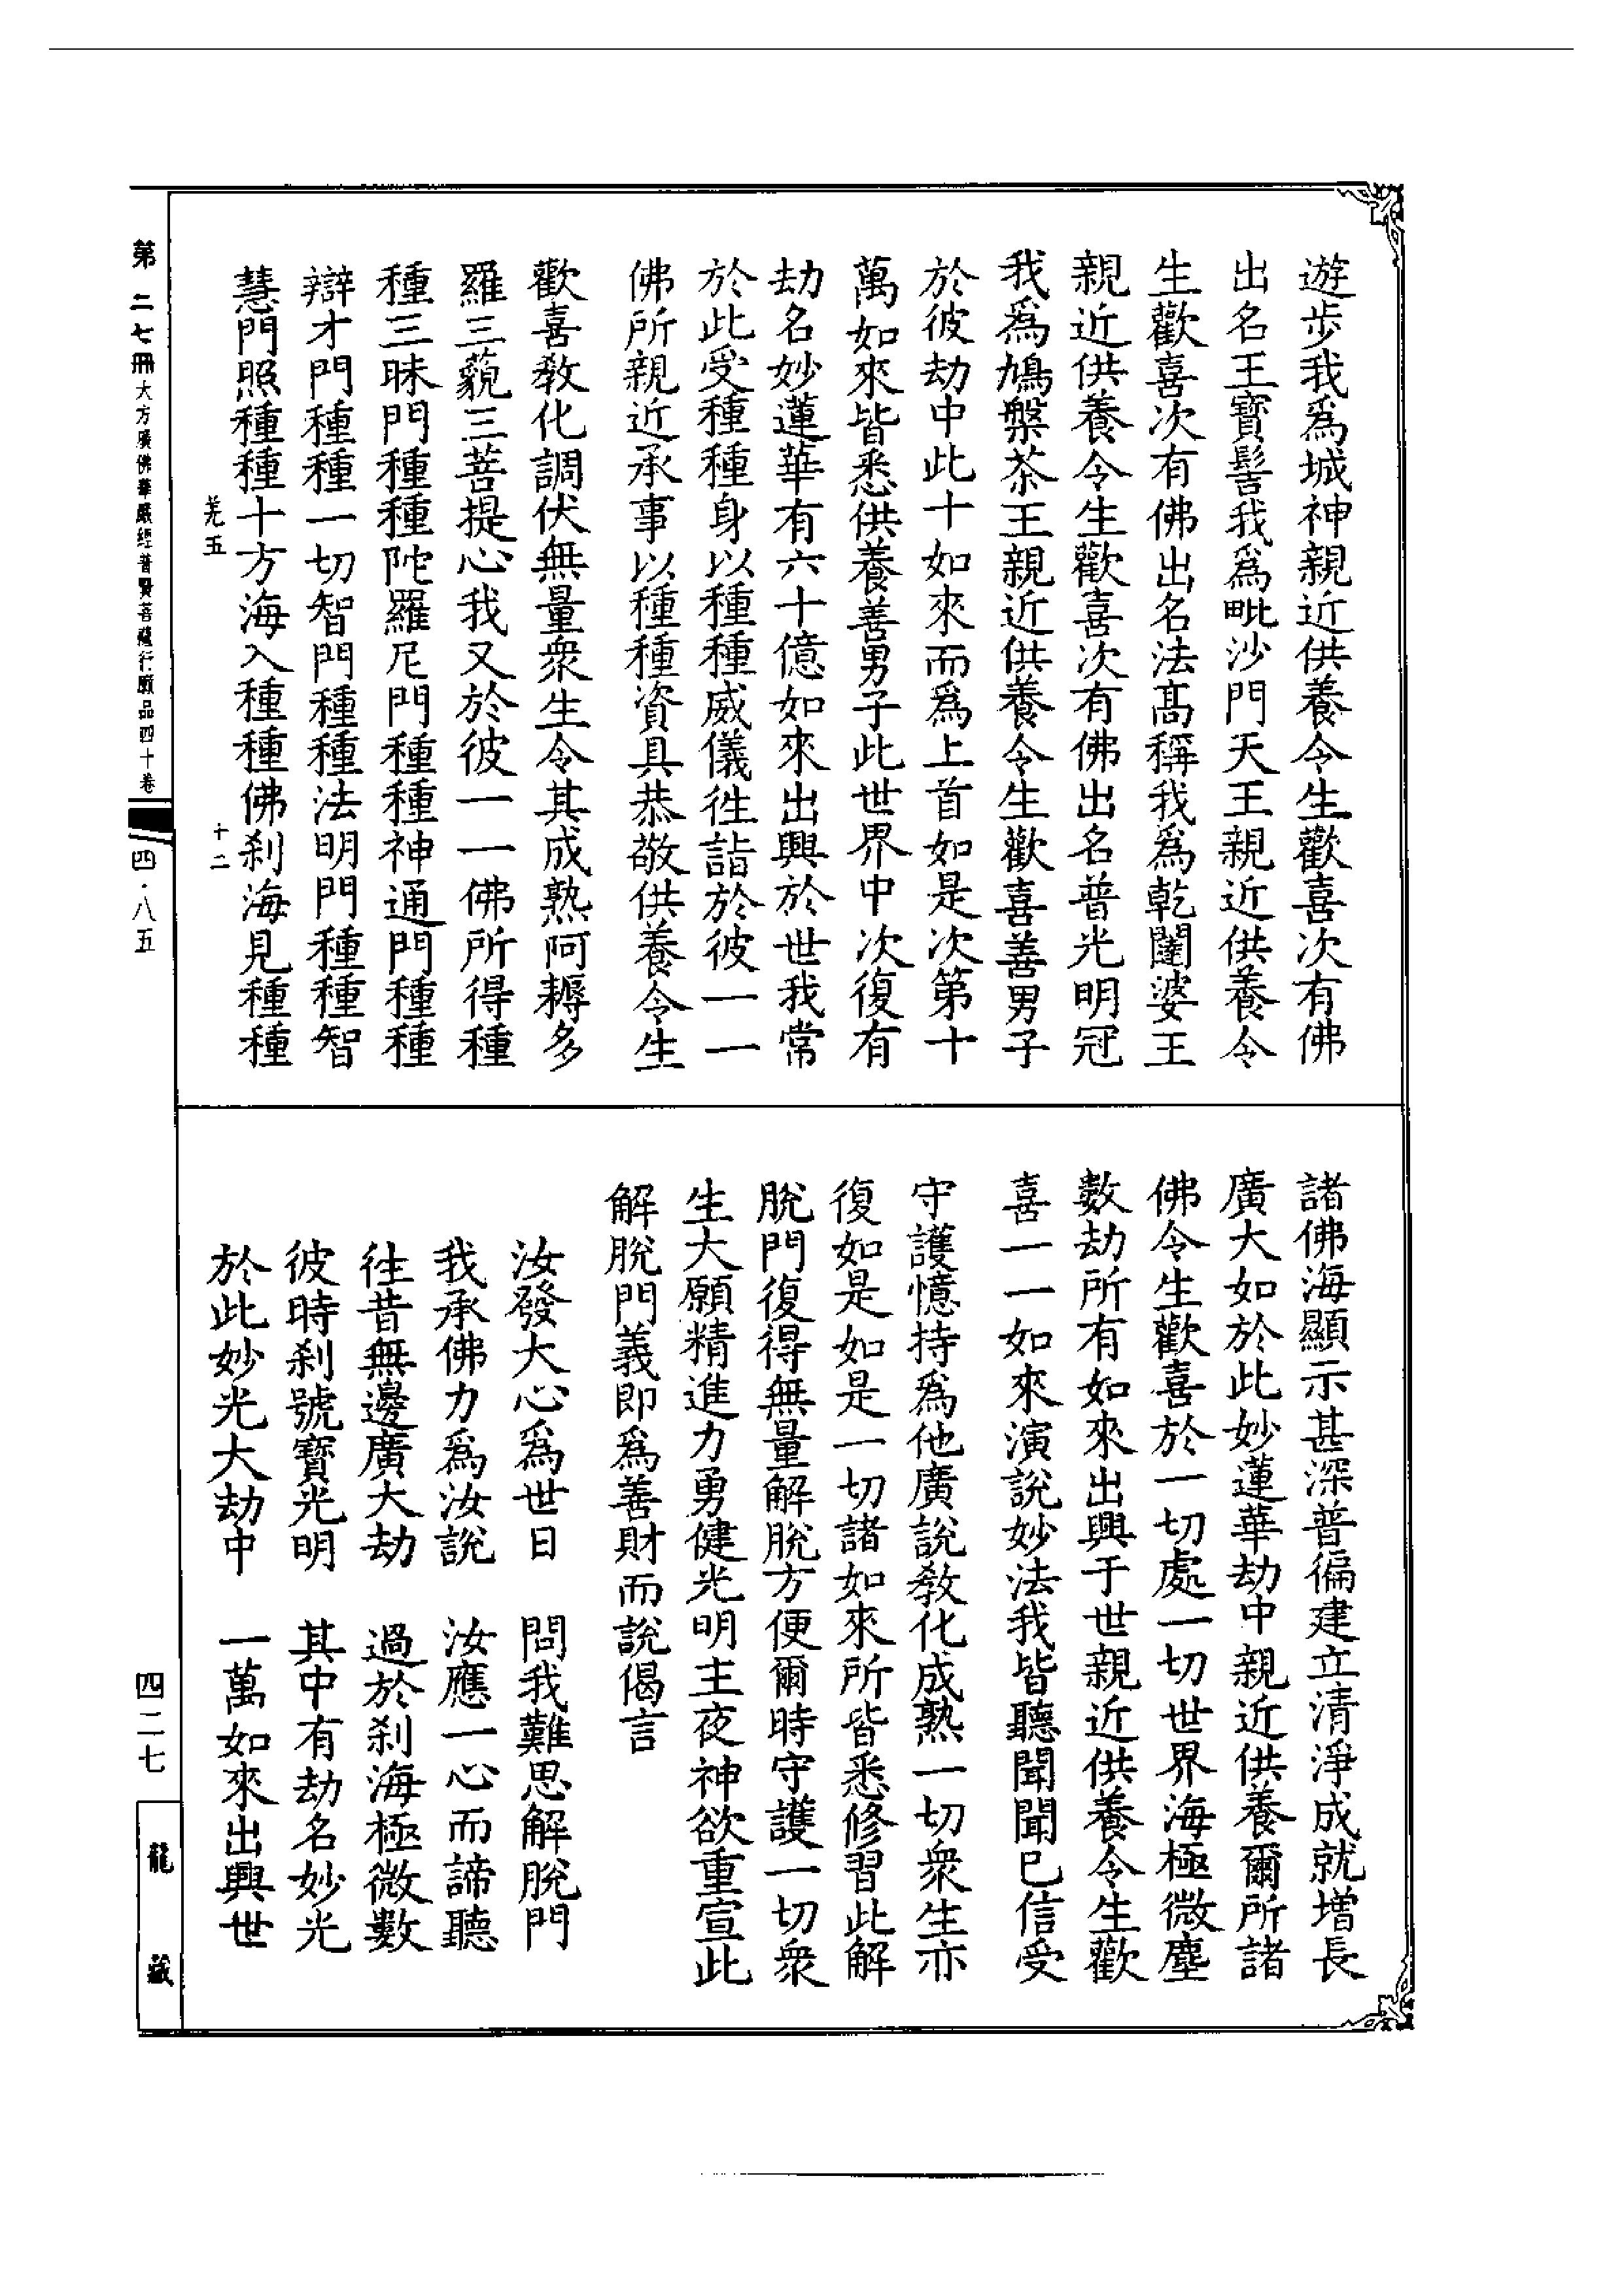 遊步我爲城神親近供養令生歡喜次有佛
出名王寶髻我爲毗沙門天王親近供養令
生歡喜次有佛出名法髙稱我爲乾闥婆王
親近供養令生歡喜次有佛出名普光明冠
我爲鳩槃茶王親近供養令生歡喜善男子
於彼劫中此十如來而爲上首如是次第十
萬如來皆悉供養善男子此世界中次復有
劫名妙蓮華有六十億如來出興於世我常
於此受種種身以種種威儀徃詣於彼一一
佛所親近承事以種種資具恭敬供養令生
歡喜敎化調伏無量衆生令其成熟阿耨多
羅三藐三菩提心我又於彼一一佛所得種
種三昧門種種陀羅尼門種種神通門種種
辯才門種種一切智門種種法明門種種智
慧門照種種十方海入種種佛刹海見種種
羌五 十二
諸佛海顯示甚深普徧建立清淨成就增長
廣大如於此妙蓮華劫中親近供養爾所諸
佛令生歡喜於一切處一切世界海極微塵
數劫所有如來出興于世親近供養令生歡
喜一一如來演說妙法我皆聽聞聞已信受
守護憶持爲他廣說敎化成熟一切衆生亦
復如是如是一切諸如來所皆悉修習此解
脫門復得無量解脫方便爾時守護一切衆
生大願精進力勇健光明主夜神欲重宣此
解脫門義即爲善財而說偈言
汝發大心爲世日 問我難思解脫門
我承佛力爲汝說 汝應一心而諦聽
徃昔無邊廣大劫 過於刹海極微數
彼時刹號寶光明 其中有劫名妙光
於此妙光大劫中 一萬如來出興世
第二七冊 大方廣佛華嚴經普賢菩薩行願品四十卷 四·八五 四二七 龍藏